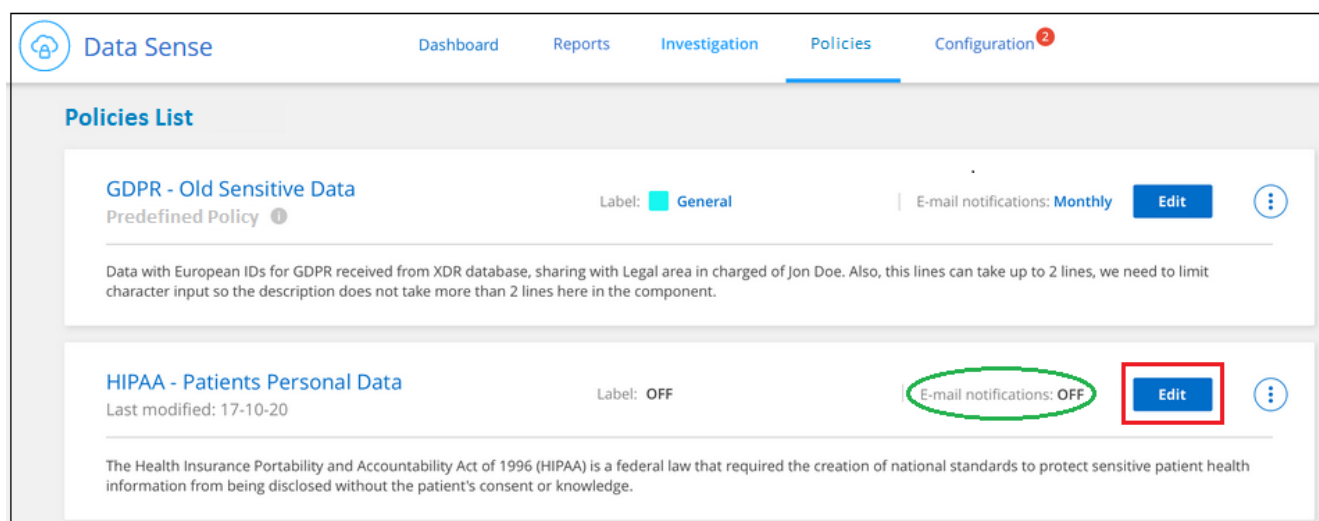 Data Sense Dashboard Reports Investigation Policies Configuration 2
Policies List
GDPR - Old Sensitive Data Label: General E-mail notifications: Monthly Edit
Predefined Policy i
Data with European IDs for GDPR received from XDR database, sharing with Legal area in charged of Jon Doe. Also, this lines can take up to 2 lines, we need to limit
character input so the description does not take more than 2 lines here in the component.
HIPAA - Patients Personal Data Label: OFF E-mail notifications: OFF Edit
Last modified: 17-10-20
The Health Insurance Portability and Accountability Act of 1996 (HIPAA) is a federal law that required the creation of national standards to protect sensitive patient health
information from being disclosed without the patient's consent or knowledge.